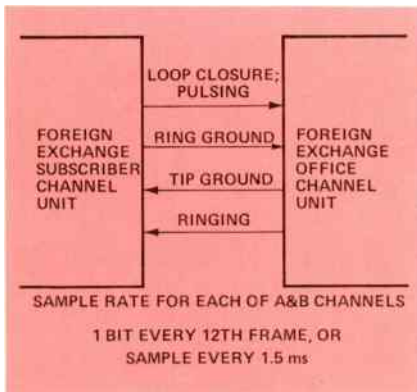 LOOP CLOSURE;
PULSING
FOREIGN
EXCHANGE
SUBSCRIBER
CHANNEL
UNIT
RING GROUND
TIP GROUND
RINGING
FOREIGN
EXCHANGE
OFFICE
CHANNEL
UNIT
SAMPLE RATE FOR EACH OF A&B CHANNELS
1 BIT EVERY 12TH FRAME, OR
SAMPLE EVERY 1.5 ms